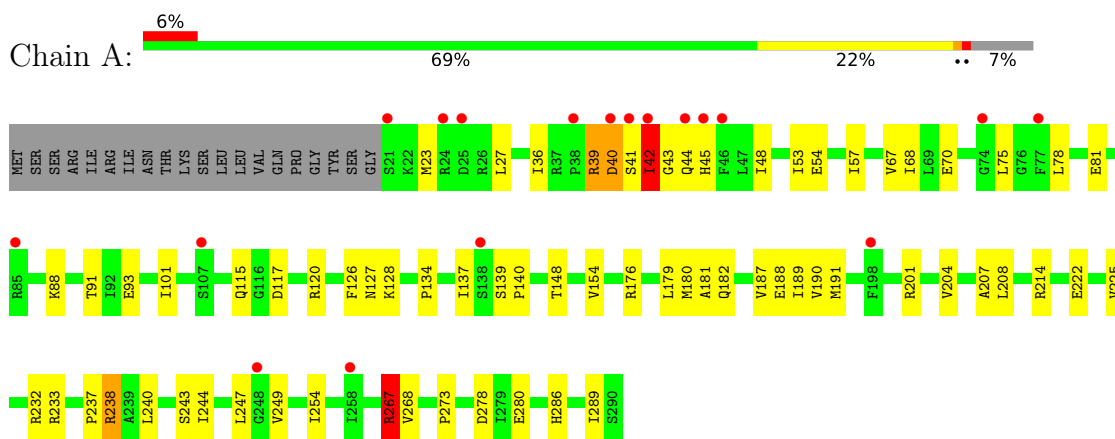 6%
Chain A:
69% 22% •• 7%
MET SER SER ARG ILE ARG ILE ASN THR LYS SER LEU LEU VAL GLN PRO GLY TYR SER GLY S21 K22 M23 R24 D25 R26 L27 I36 R37 P38 R39 D40 S41 I42 G43 Q44 H45 F46 L47 I48 I53 E54 I57 V67 I68 L69 E70 G74 L75 G76 F77 L78 E81
R85 K88 T91 I92 E93 I101 S107 Q115 G116 D117 R120 F126 N127 K128 P134 I137 S138 S139 P140 T148 V154 R176 L179 M180 A181 Q182 V187 E188 I189 V190 M191 F198 R201 V204 A207 L208 R214 E222 V225
R232 R233 P237 R238 A239 L240 S243 I244 L247 G248 V249 I254 I258 R267 V268 P273 D278 I279 E280 H286 I289 S290